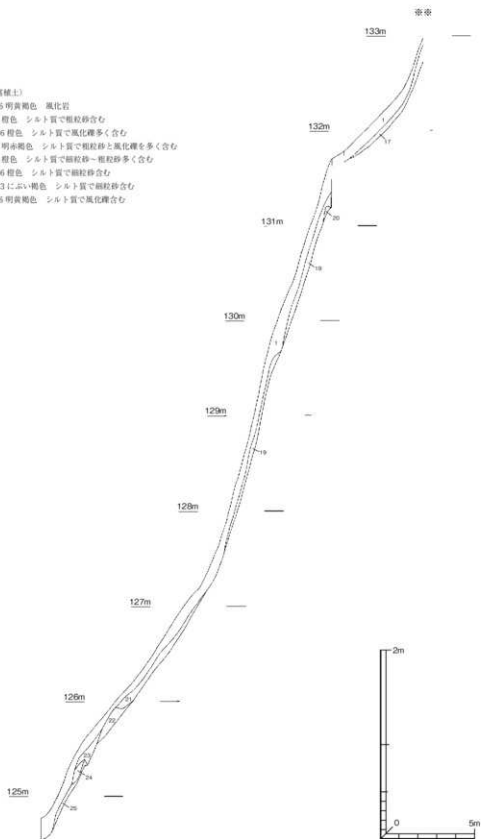 ※※
133m
積土)
明黄褐色 風化岩
橙色 シルト質で粗粒砂含む
6 橙色 シルト質で風化礫多く含む
明赤褐色 シルト質で粗粒砂と風化礫を多く含む
橙色 シルト質で細粒砂~粗粒砂多く含む
6 橙色 シルト質で細粒砂含む
3 にぶい褐色 シルト質で細粒砂含む
明黄褐色 シルト質で風化礫含む
1
132m
17
1
1
20
131m
19
130m
1
129m
19
128m
127m
2m
126m
21
22
23
24
125m
25
0
5m